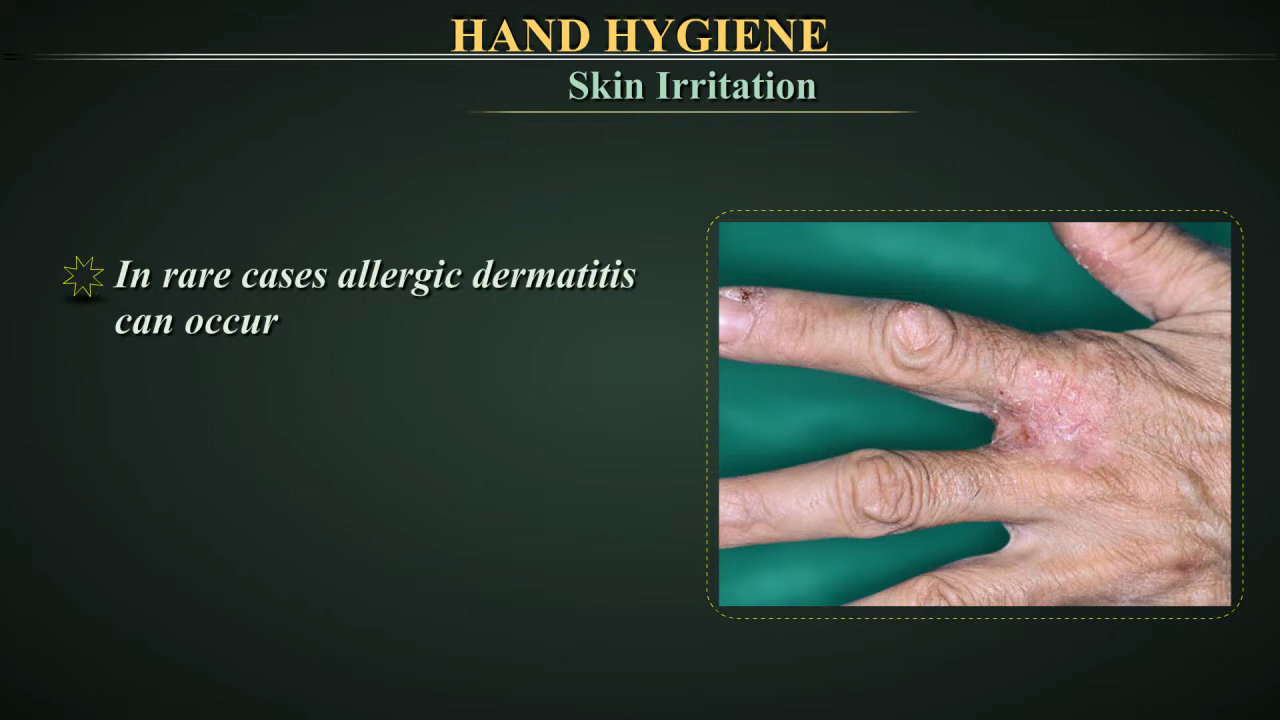 HAND HYGIENE
Skin Irritation
In rare cases allergic dermatitis
can occur